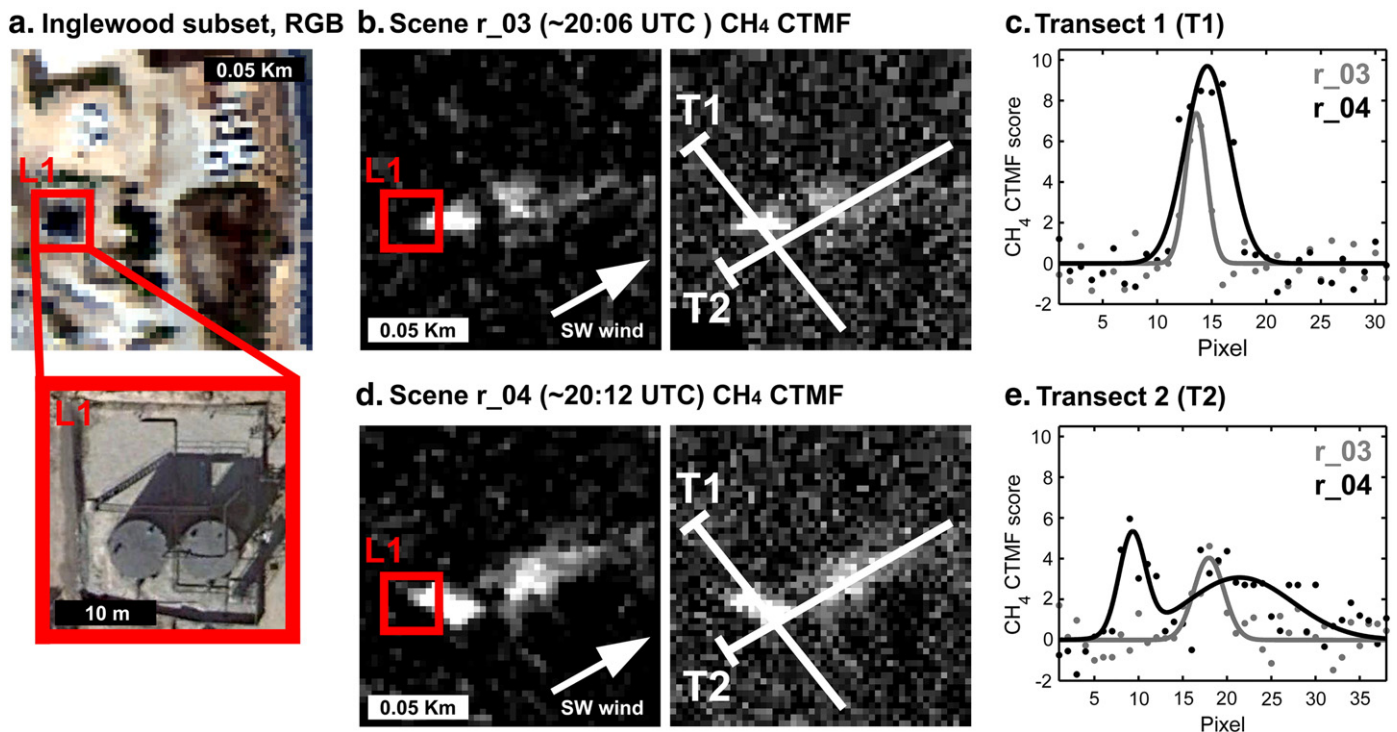 a. Inglewood subset, RGB
0.05 Km
L1
L1
10 m
b. Scene r_03 (~20:06 UTC ) CH₄ CTMF
L1
0.05 Km
SW wind
T1
T2
c. Transect 1 (T1)
r_03
r_04
CH₄ CTMF score
10
8
6
4
2
0
-2
5 10 15 20 25 30
Pixel
d. Scene r_04 (~20:12 UTC) CH₄ CTMF
L1
0.05 Km
SW wind
T1
T2
e. Transect 2 (T2)
r_03
r_04
CH₄ CTMF score
10
8
6
4
2
0
-2
5 10 15 20 25 30 35
Pixel